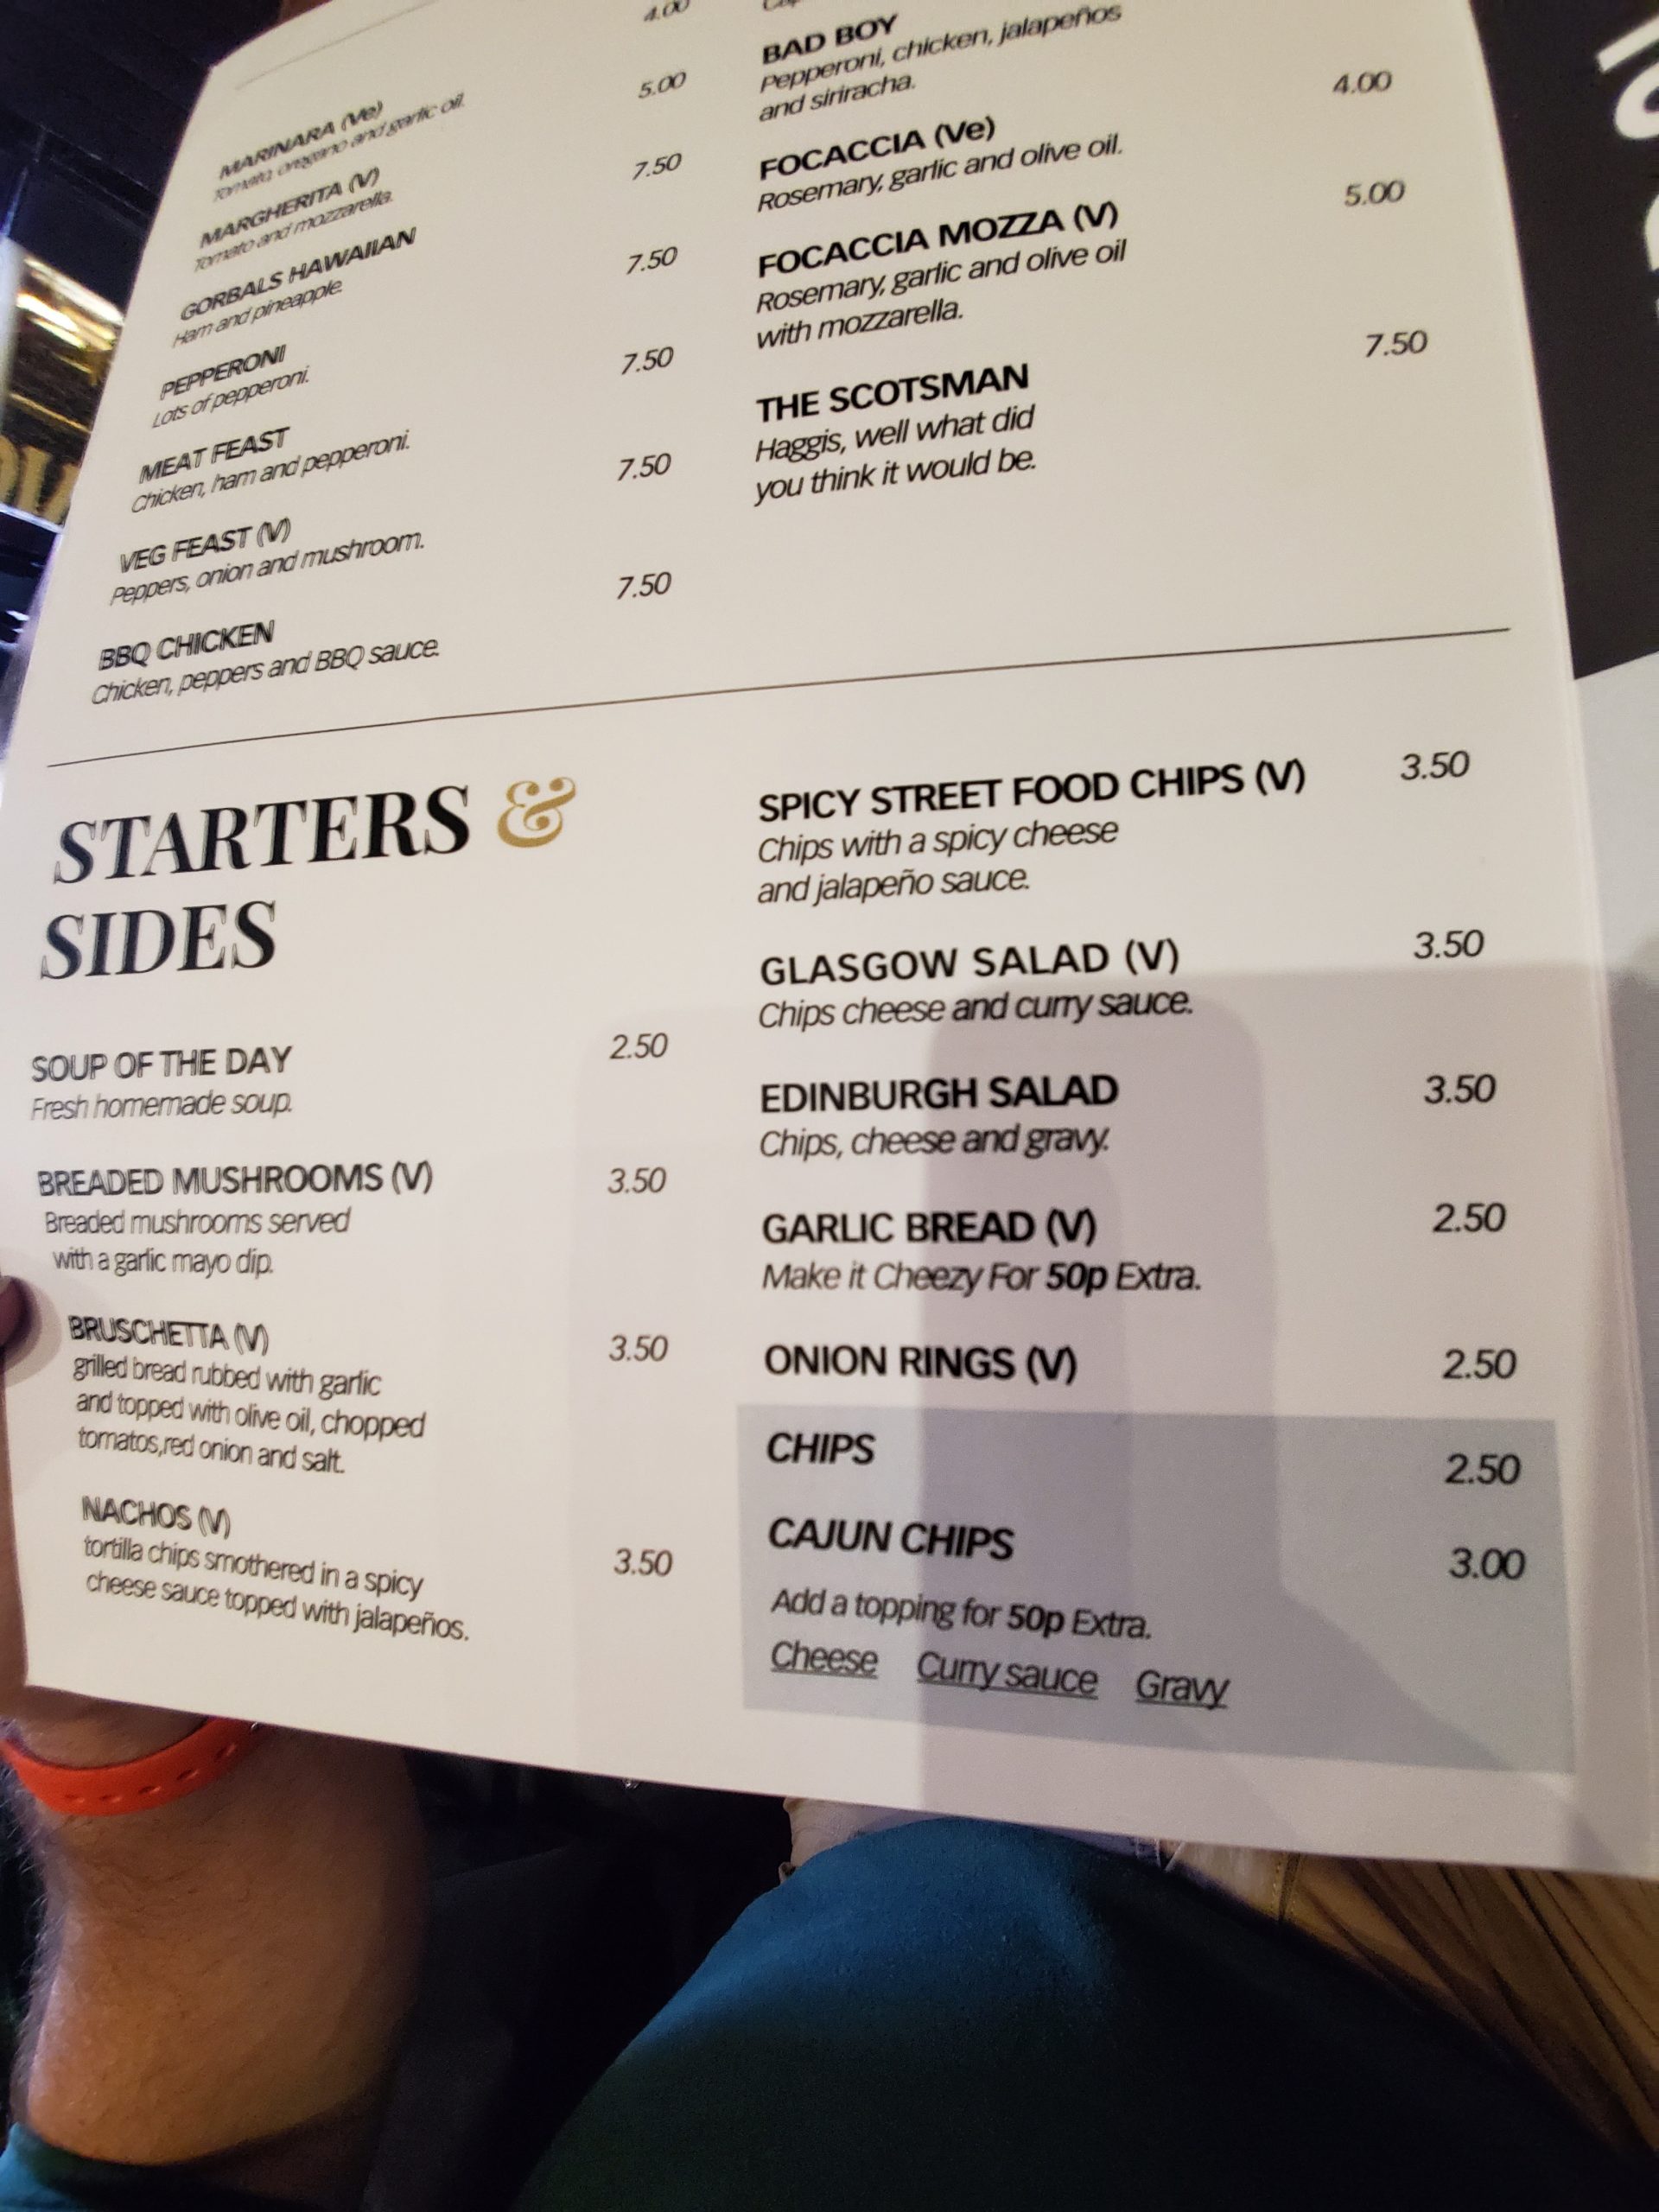 4.00
MARINARA (Ve)
Tomato, oregano and garlic oil.
5.00
MARGHERITA (V)
Tomato and mozzarella.
7.50
GORBALS HAWAIIAN
Ham and pineapple.
7.50
PEPPERONI
Lots of pepperoni.
7.50
MEAT FEAST
Chicken, ham and pepperoni.
7.50
VEG FEAST (V)
Peppers, onion and mushroom.
7.50
BBQ CHICKEN
Chicken, peppers and BBQ sauce.
BAD BOY
Pepperoni, chicken, jalapeños
and siriracha.
FOCACCIA (Ve)
4.00
Rosemary, garlic and olive oil.
FOCACCIA MOZZA (V)
5.00
Rosemary, garlic and olive oil
with mozzarella.
THE SCOTSMAN
7.50
Haggis, well what did
you think it would be.
STARTERS &
SIDES
SOUP OF THE DAY 2.50
Fresh homemade soup.
BREADED MUSHROOMS (V) 3.50
Breaded mushrooms served
with a garlic mayo dip.
BRUSCHETTA (V) 3.50
grilled bread rubbed with garlic
and topped with olive oil, chopped
tomatos,red onion and salt.
NACHOS (V)
tortilla chips smothered in a spicy 3.50
cheese sauce topped with jalapeños.
SPICY STREET FOOD CHIPS (V) 3.50
Chips with a spicy cheese
and jalapeño sauce.
GLASGOW SALAD (V) 3.50
Chips cheese and curry sauce.
EDINBURGH SALAD 3.50
Chips, cheese and gravy.
GARLIC BREAD (V) 2.50
Make it Cheezy For 50p Extra.
ONION RINGS (V) 2.50
CHIPS 2.50
CAJUN CHIPS 3.00
Add a topping for 50p Extra.
Cheese Curry sauce Gravy